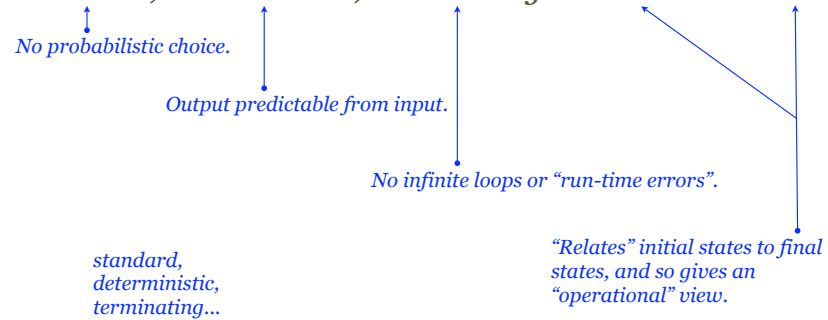 No probabilistic choice.
Output predictable from input.
No infinite loops or “run-time errors”.
“Relates” initial states to final
states, and so gives an
“operational” view.
standard,
deterministic,
terminating...